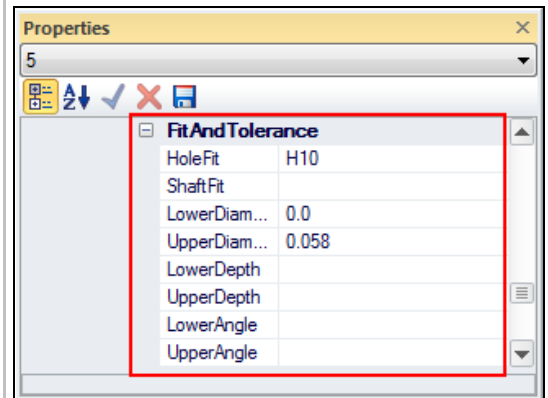 Properties
5
FitAndTolerance
HoleFit H10
ShaftFit
LowerDiam... 0.0
UpperDiam... 0.058
LowerDepth
UpperDepth
LowerAngle
UpperAngle